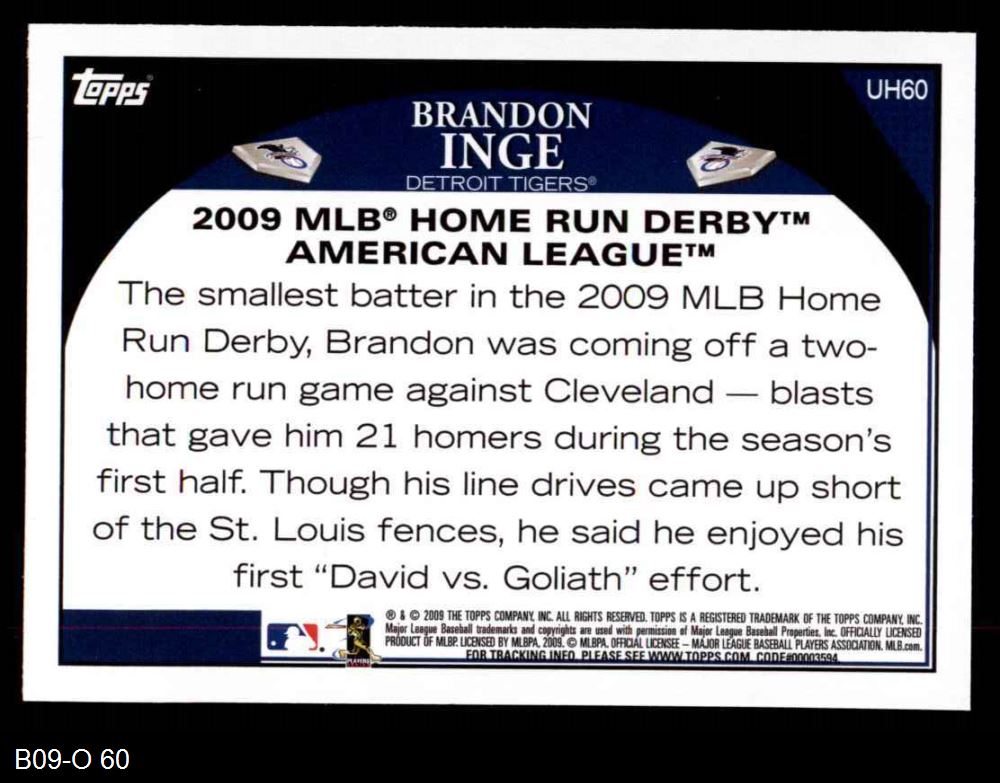 Topps®
UH60
BRANDON
INGE
DETROIT TIGERS®
2009 MLB® HOME RUN DERBY™
AMERICAN LEAGUE™
The smallest batter in the 2009 MLB Home
Run Derby, Brandon was coming off a two-
home run game against Cleveland — blasts
that gave him 21 homers during the season's
first half. Though his line drives came up short
of the St. Louis fences, he said he enjoyed his
first “David vs. Goliath” effort.
® & © 2009 THE TOPPS COMPANY, INC. ALL RIGHTS RESERVED. TOPPS IS A REGISTERED TRADEMARK OF THE TOPPS COMPANY, INC.
Major League Baseball trademarks and copyrights are used with permission of Major League Baseball Properties, Inc. OFFICIALLY LICENSED
PRODUCT OF MLBP. LICENSED BY MLBPA, 2009. © MLBPA. OFFICIAL LICENSEE – MAJOR LEAGUE BASEBALL PLAYERS ASSOCIATION. MLB.com.
FOR TRACKING INFO, PLEASE SEE WWW.TOPPS.COM. CODE#00003594
PLAYERS
B09-O 60